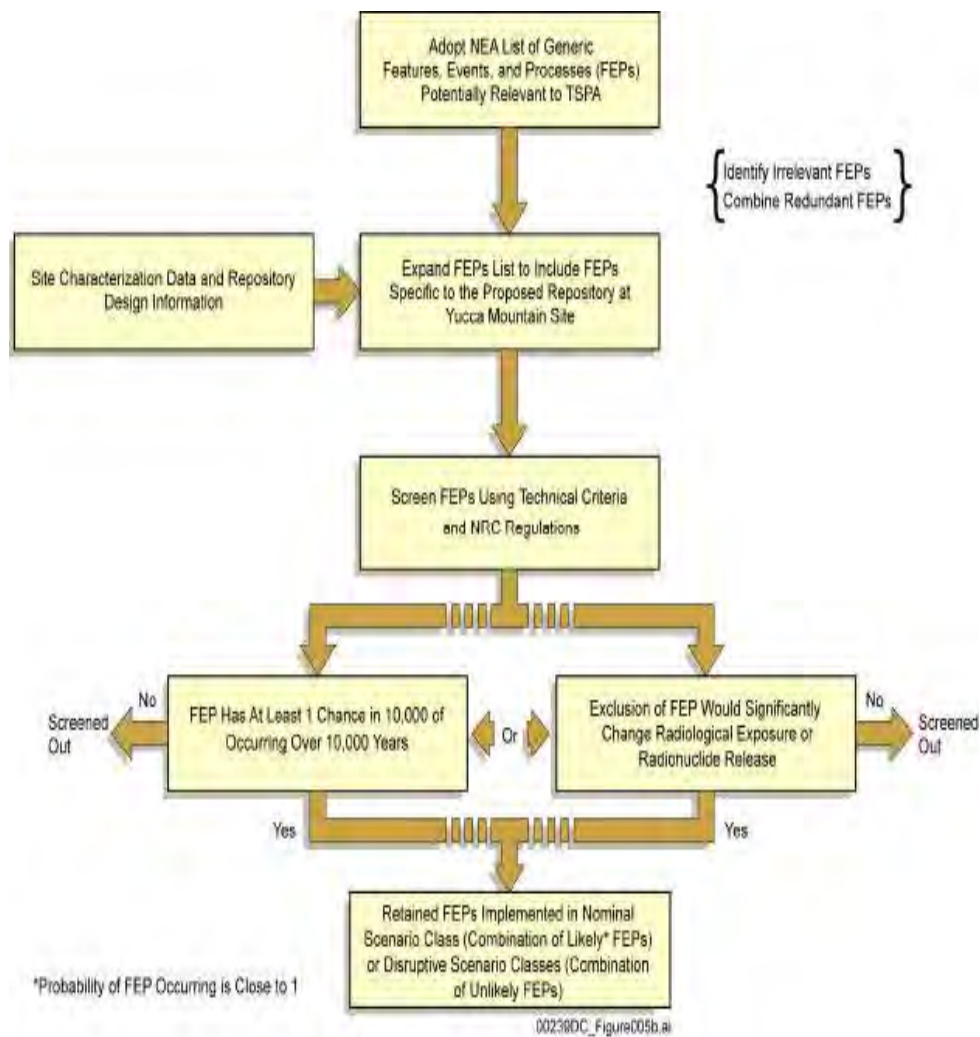 Adopt NEA List of Generic
Features, Events, and Processes (FEPs)
Potentially Relevant to TSPA
Identify Irrelevant FEPs
Combine Redundant FEPs
Site Characterization Data and Repository
Design Information
Expand FEPs List to Include FEPs
Specific to the Proposed Repository at
Yucca Mountain Site
Screen FEPs Using Technical Criteria
and NRC Regulations
No
Screened
Out
FEP Has At Least 1 Chance in 10,000 of
Occurring Over 10,000 Years
Or
Exclusion of FEP Would Significantly
Change Radiological Exposure or
Radionuclide Release
No
Screened
Out
Yes
Yes
Retained FEPs Implemented in Nominal
Scenario Class (Combination of Likely* FEPs)
or Disruptive Scenario Classes (Combination
of Unlikely FEPs)
*Probability of FEP Occurring is Close to 1
00239DC_Figure005b.ai